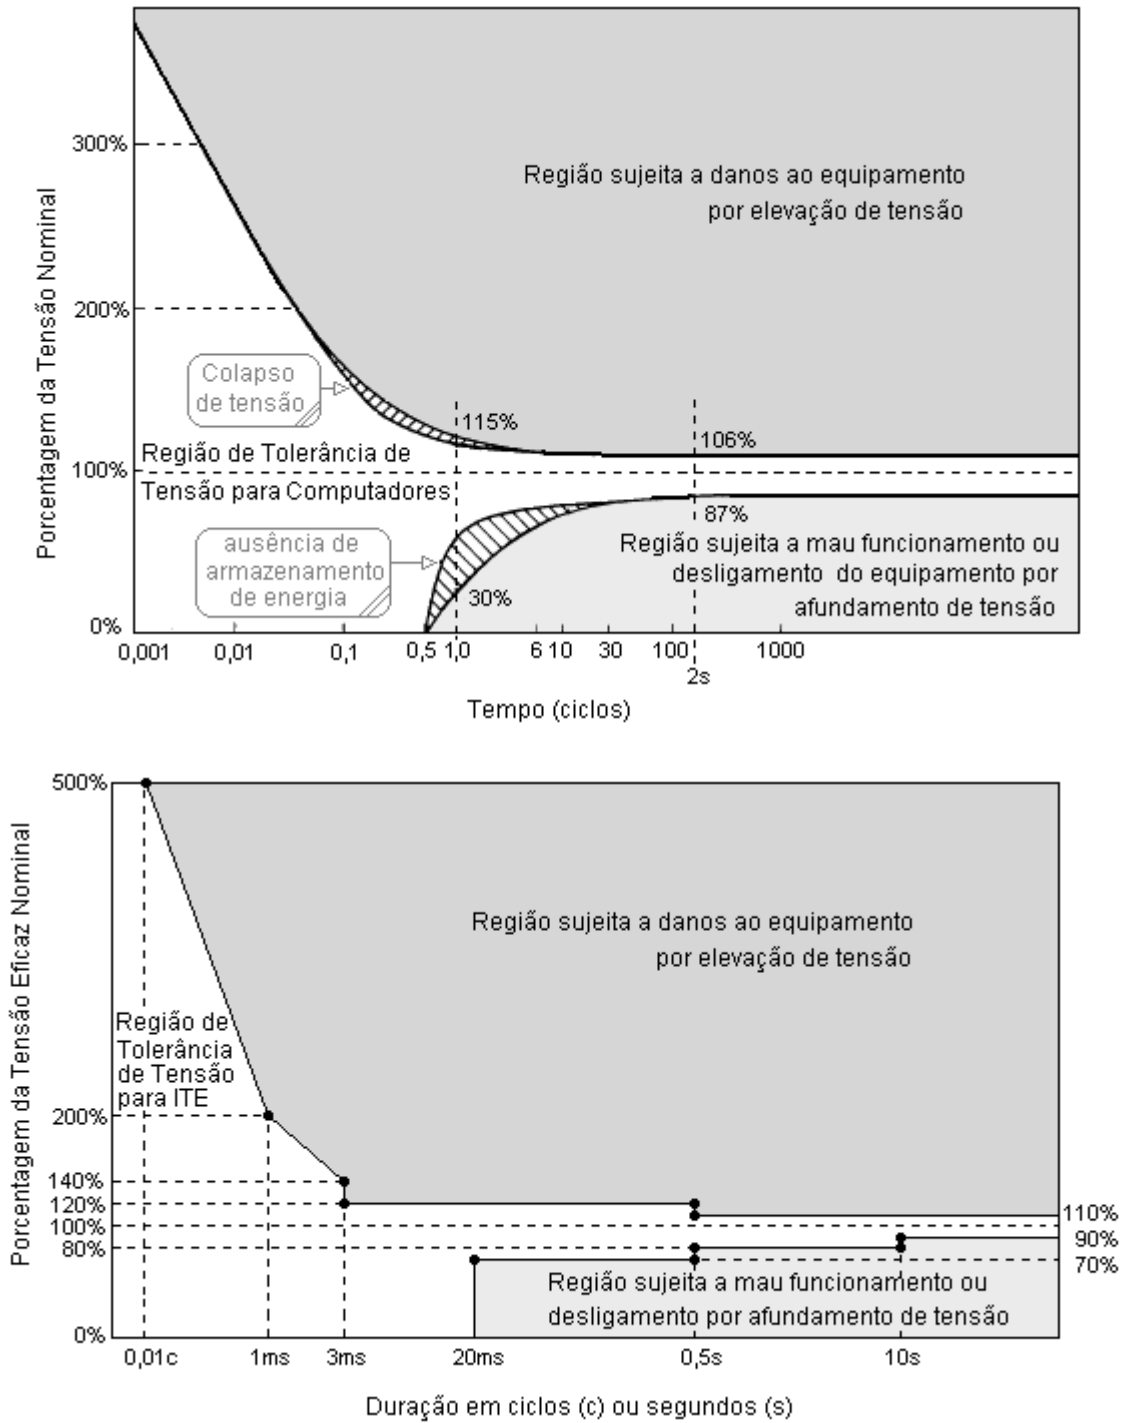 Porcentagem da Tensão Nominal
300%
200%
100%
0%
Região sujeita a danos ao equipamento
por elevação de tensão
Colapso
de tensão
115%
106%
Região de Tolerância de
Tensão para Computadores
87%
ausência de
armazenamento
de energia
30%
Região sujeita a mau funcionamento ou
desligamento do equipamento por
afundamento de tensão
0,001
0,01
0,1
0,5
1,0
6
10
30
100
1000
2s
Tempo (ciclos)
Porcentagem da Tensão Eficaz Nominal
500%
200%
140%
120%
100%
80%
0%
Região sujeita a danos ao equipamento
por elevação de tensão
Região de
Tolerância
de Tensão
para ITE
110%
90%
70%
Região sujeita a mau funcionamento ou
desligamento por afundamento de tensão
0,01c
1ms
3ms
20ms
0,5s
10s
Duração em ciclos (c) ou segundos (s)